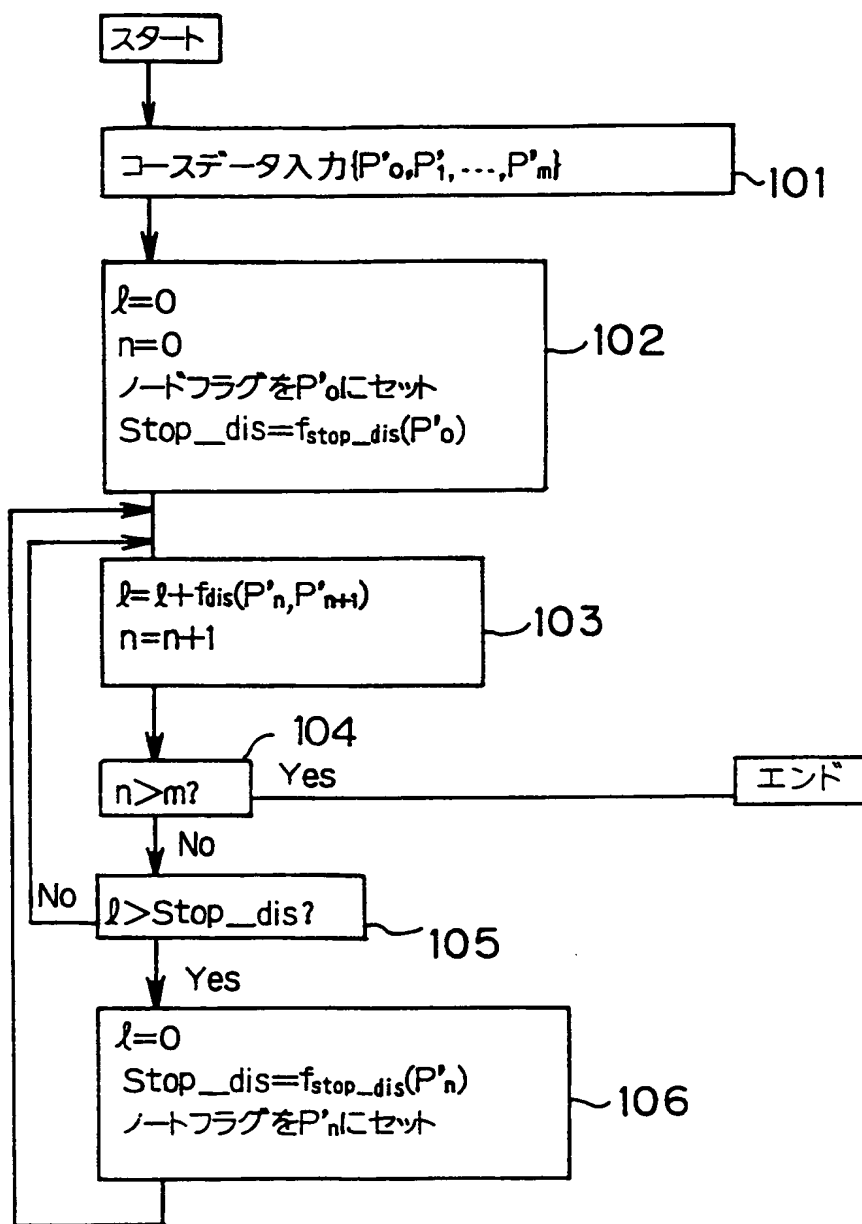 スタート
コースデータ入力{P'0,P'1,---,P'm}
101
ℓ=0
n=0
ノードフラグをP'0にセット
Stop_dis=fstop_dis(P'0)
102
ℓ=ℓ+fdis(P'n,P'n+1)
n=n+1
103
104
n>m?
Yes
エンド
No
No
ℓ>Stop_dis?
105
Yes
ℓ=0
Stop_dis=fstop_dis(P'n)
ノートフラグをP'nにセット
106